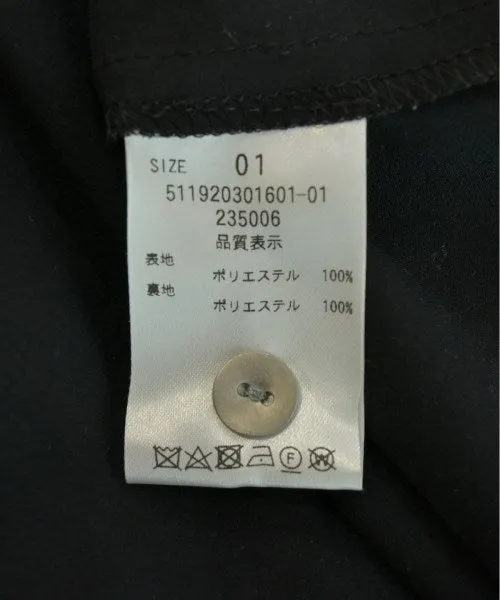 SIZE 01
511920301601-01
235006
品質表示
表地
ポリエステル 100%
裏地
ポリエステル 100%
F
W